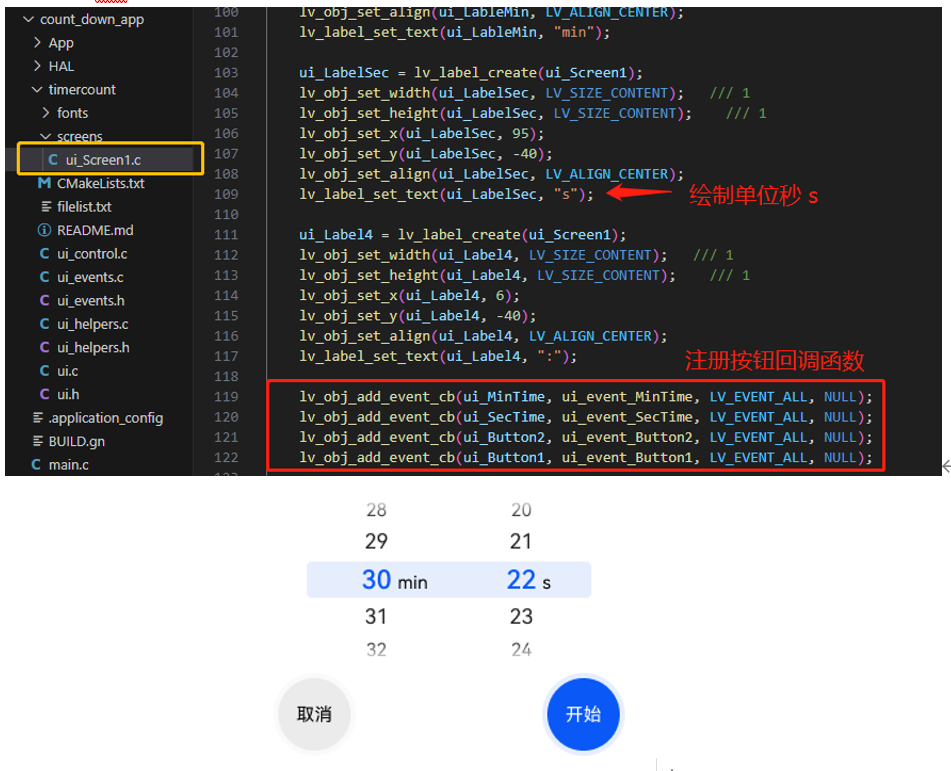 count_down_app
App
HAL
timercount
fonts
screens
ui_Screen1.c
CMakeLists.txt
filelist.txt
README.md
ui_control.c
ui_events.c
ui_events.h
ui_helpers.c
ui_helpers.h
ui.c
ui.h
.application_config
BUILD.gn
main.c
100 lv_obj_set_align(ui_LableMin, LV_ALIGN_CENTER);
101 lv_label_set_text(ui_LableMin, "min");
102
103 ui_LabelSec = lv_label_create(ui_Screen1);
104 lv_obj_set_width(ui_LabelSec, LV_SIZE_CONTENT); /// 1
105 lv_obj_set_height(ui_LabelSec, LV_SIZE_CONTENT); /// 1
106 lv_obj_set_x(ui_LabelSec, 95);
107 lv_obj_set_y(ui_LabelSec, -40);
108 lv_obj_set_align(ui_LabelSec, LV_ALIGN_CENTER);
109 lv_label_set_text(ui_LabelSec, "s"); 绘制单位秒 s
110
111 ui_Label4 = lv_label_create(ui_Screen1);
112 lv_obj_set_width(ui_Label4, LV_SIZE_CONTENT); /// 1
113 lv_obj_set_height(ui_Label4, LV_SIZE_CONTENT); /// 1
114 lv_obj_set_x(ui_Label4, 6);
115 lv_obj_set_y(ui_Label4, -40);
116 lv_obj_set_align(ui_Label4, LV_ALIGN_CENTER);
117 lv_label_set_text(ui_Label4, ":");
118 注册按钮回调函数
119 lv_obj_add_event_cb(ui_MinTime, ui_event_MinTime, LV_EVENT_ALL, NULL);
120 lv_obj_add_event_cb(ui_SecTime, ui_event_SecTime, LV_EVENT_ALL, NULL);
121 lv_obj_add_event_cb(ui_Button2, ui_event_Button2, LV_EVENT_ALL, NULL);
122 lv_obj_add_event_cb(ui_Button1, ui_event_Button1, LV_EVENT_ALL, NULL);
28 20
29 21
30 min 22 s
31 23
32 24
取消 开始